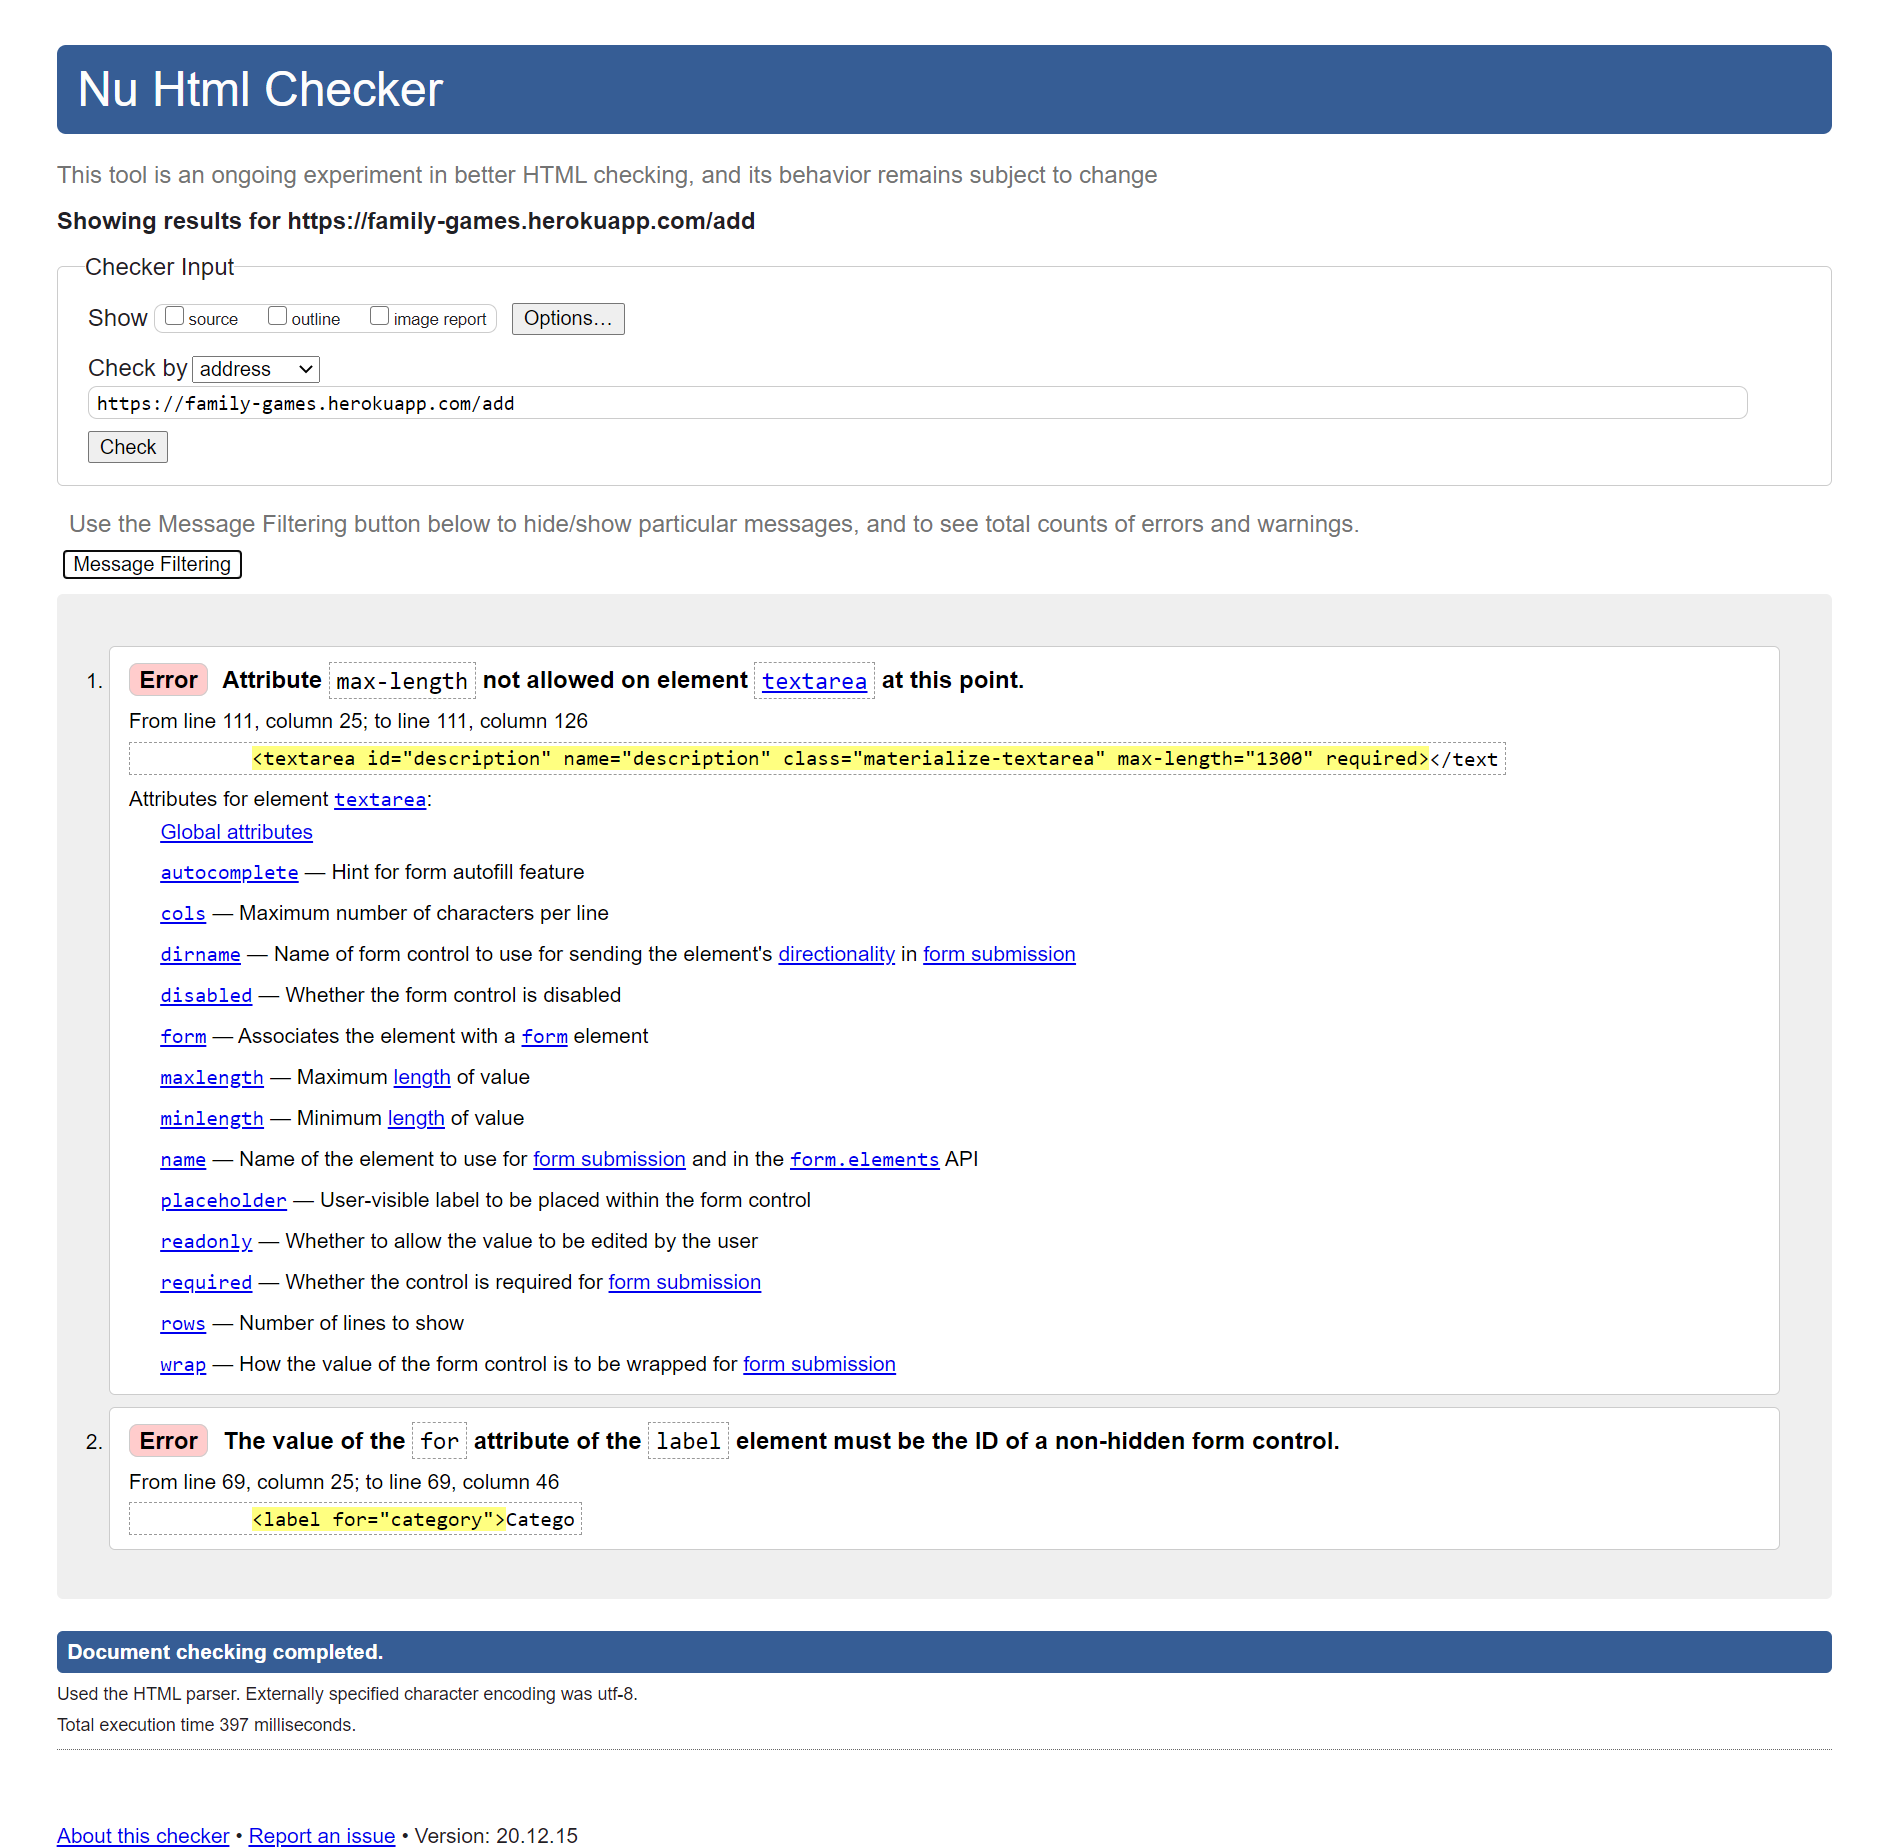 Nu Html Checker
This tool is an ongoing experiment in better HTML checking, and its behavior remains subject to change
Showing results for https://family-games.herokuapp.com/add
Checker Input
Show source outline image report Options...
Check by address
https://family-games.herokuapp.com/add
Check
Use the Message Filtering button below to hide/show particular messages, and to see total counts of errors and warnings.
Message Filtering
1. Error Attribute max-length not allowed on element textarea at this point.
From line 111, column 25; to line 111, column 126
<textarea id="description" name="description" class="materialize-textarea" max-length="1300" required></text
Attributes for element textarea:
Global attributes
autocomplete — Hint for form autofill feature
cols — Maximum number of characters per line
dirname — Name of form control to use for sending the element's directionality in form submission
disabled — Whether the form control is disabled
form — Associates the element with a form element
maxlength — Maximum length of value
minlength — Minimum length of value
name — Name of the element to use for form submission and in the form.elements API
placeholder — User-visible label to be placed within the form control
readonly — Whether to allow the value to be edited by the user
required — Whether the control is required for form submission
rows — Number of lines to show
wrap — How the value of the form control is to be wrapped for form submission
2. Error The value of the for attribute of the label element must be the ID of a non-hidden form control.
From line 69, column 25; to line 69, column 46
<label for="category">Catego
Document checking completed.
Used the HTML parser. Externally specified character encoding was utf-8.
Total execution time 397 milliseconds.
About this checker • Report an issue • Version: 20.12.15